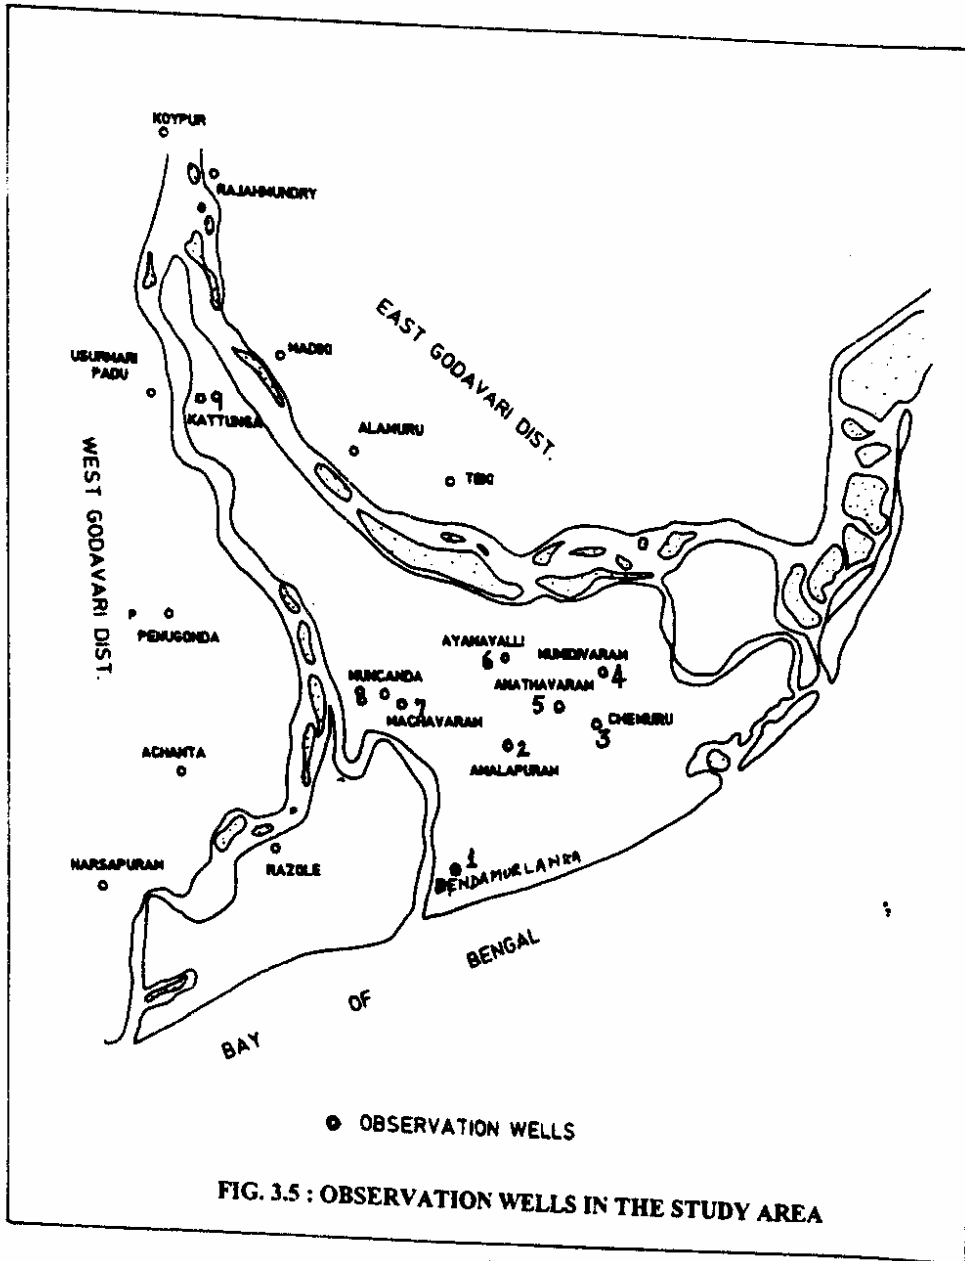 KOYPUR
RAJAHMUNDRY
EAST GODAVARI DIST.
MADIKI
USURMARI
PADU
9
KATTUNGA
ALAMURU
TEKI
WEST GODAVARI DIST.
P
PENUGONDA
AYANAVALLI
6
MUMDIVARAM
4
MUNGANDA
8
7
MACHAVARAM
ANATHAVARAM
5
CHEMURU
3
2
AMALAPURAM
ACHANTA
NARSAPURAM
RAZOLE
1
BENDAMURLANKA
BAY OF BENGAL
OBSERVATION WELLS
FIG. 3.5 : OBSERVATION WELLS IN THE STUDY AREA